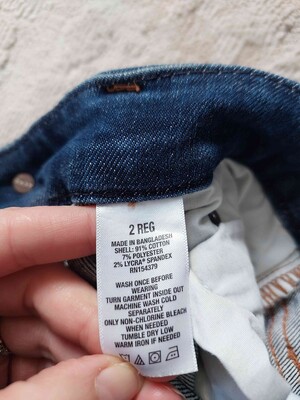 2 REG
MADE IN BANGLADESH
SHELL: 91% COTTON
7% POLYESTER
2% LYCRA® SPANDEX
RN154379
WASH ONCE BEFORE
WEARING
TURN GARMENT INSIDE OUT
MACHINE WASH COLD
SEPARATELY
ONLY NON-CHLORINE BLEACH
WHEN NEEDED
TUMBLE DRY LOW
WARM IRON IF NEEDED